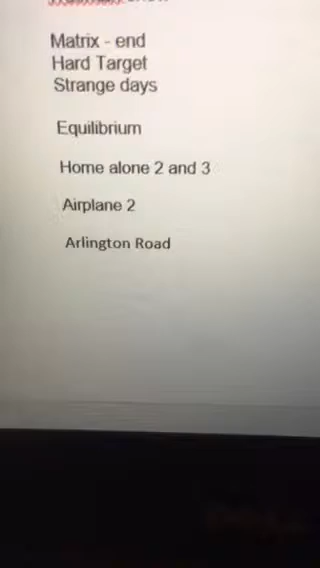 Matrix - end
Hard Target
Strange days
Equilibrium
Home alone 2 and 3
Airplane 2
Arlington Road